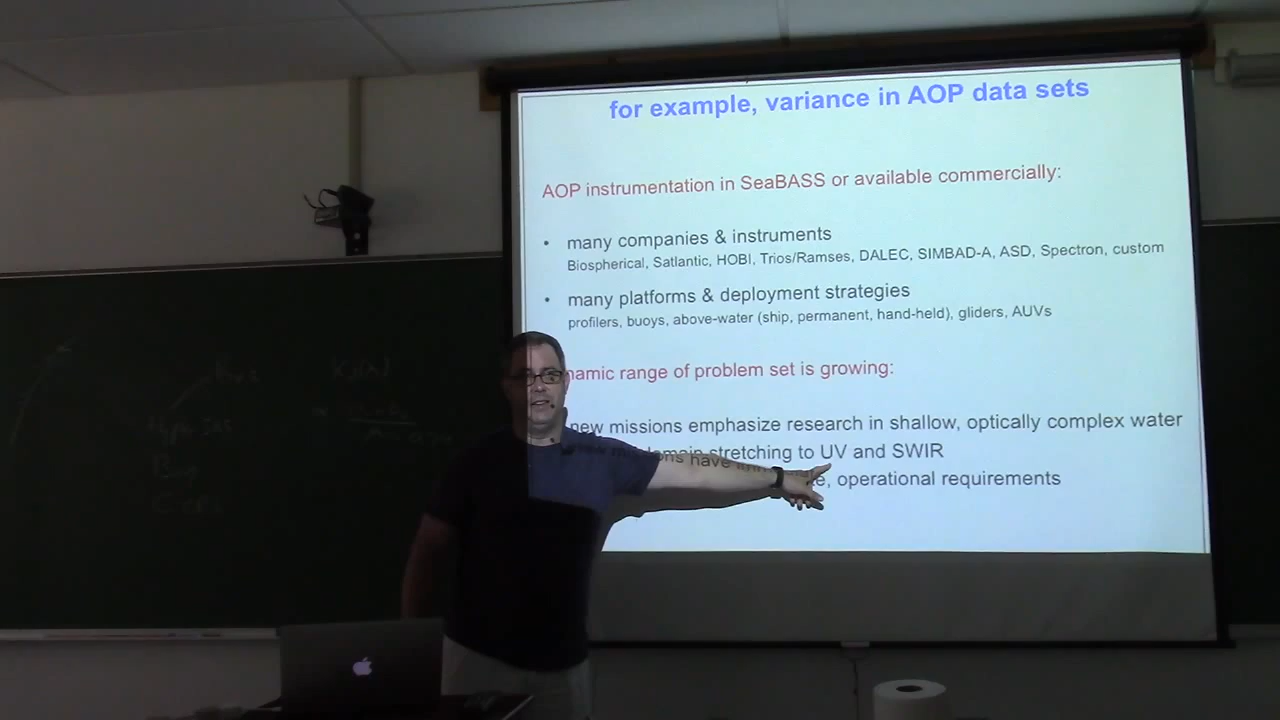 for example, variance in AOP data sets
AOP instrumentation in SeaBASS or available commercially:
• many companies & instruments
Biospherical, Satlantic, HOBI, Trios/Ramses, DALEC, SIMBAD-A, ASD, Spectron, custom
• many platforms & deployment strategies
profilers, buoys, above-water (ship, permanent, hand-held), gliders, AUVs
range of problem set is growing:
new missions emphasize research in shallow, optically complex water
stretching to UV and SWIR
have operational requirements